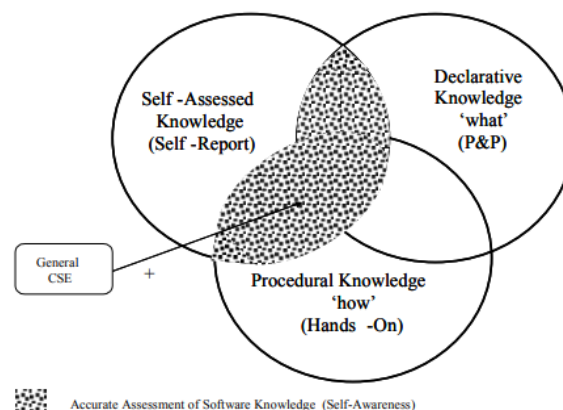 Self -Assessed
Knowledge
(Self -Report)
Declarative
Knowledge
‘what’
(P&P)
General
CSE
+
Procedural Knowledge
‘how’
(Hands -On)
Accurate Assessment of Software Knowledge (Self-Awareness)